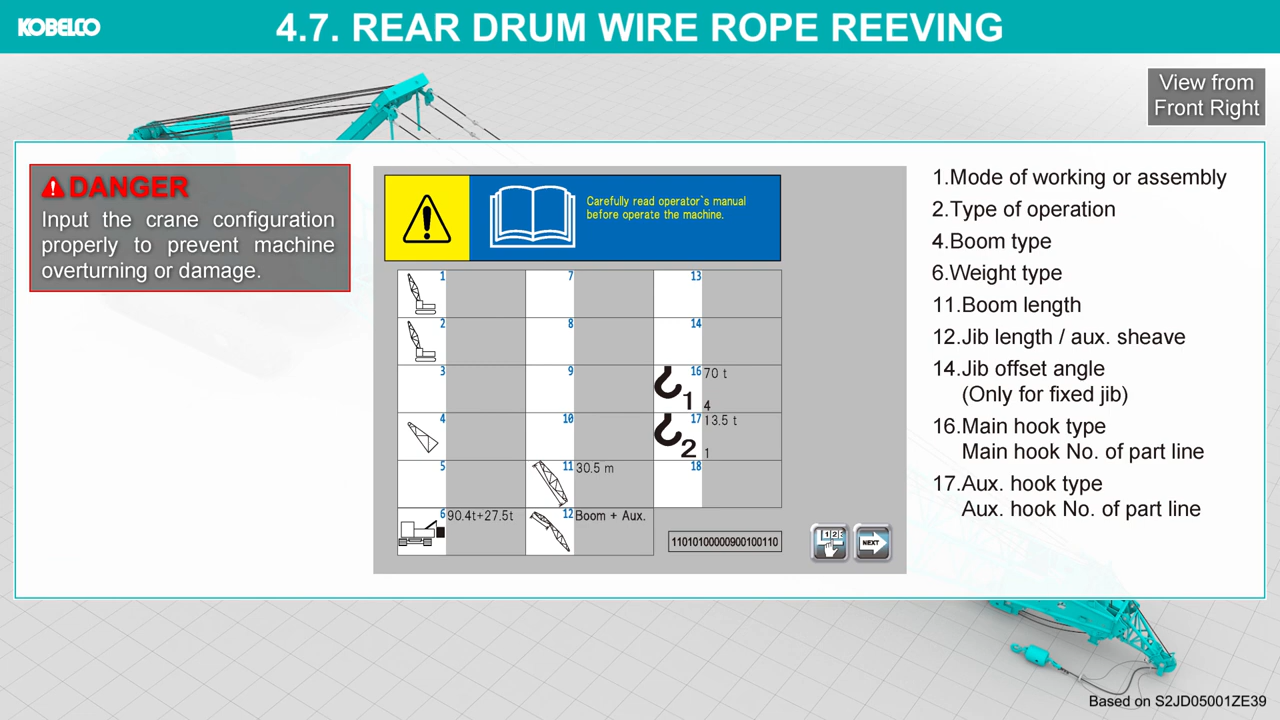 KOBELCO
4.7. REAR DRUM WIRE ROPE REEVING
View from
Front Right
DANGER
Input the crane configuration
properly to prevent machine
overturning or damage.
Carefully read operator`s manual
before operate the machine.
1
7
13
2
8
14
3
9
16
70 t
1
4
4
10
17
13.5 t
2
1
5
11
30.5 m
18
6
90.4t+27.5t
12
Boom + Aux.
11010100000900100110
123
NEXT
1.Mode of working or assembly
2.Type of operation
4.Boom type
6.Weight type
11.Boom length
12.Jib length / aux. sheave
14.Jib offset angle
(Only for fixed jib)
16.Main hook type
Main hook No. of part line
17.Aux. hook type
Aux. hook No. of part line
Based on S2JD05001ZE39